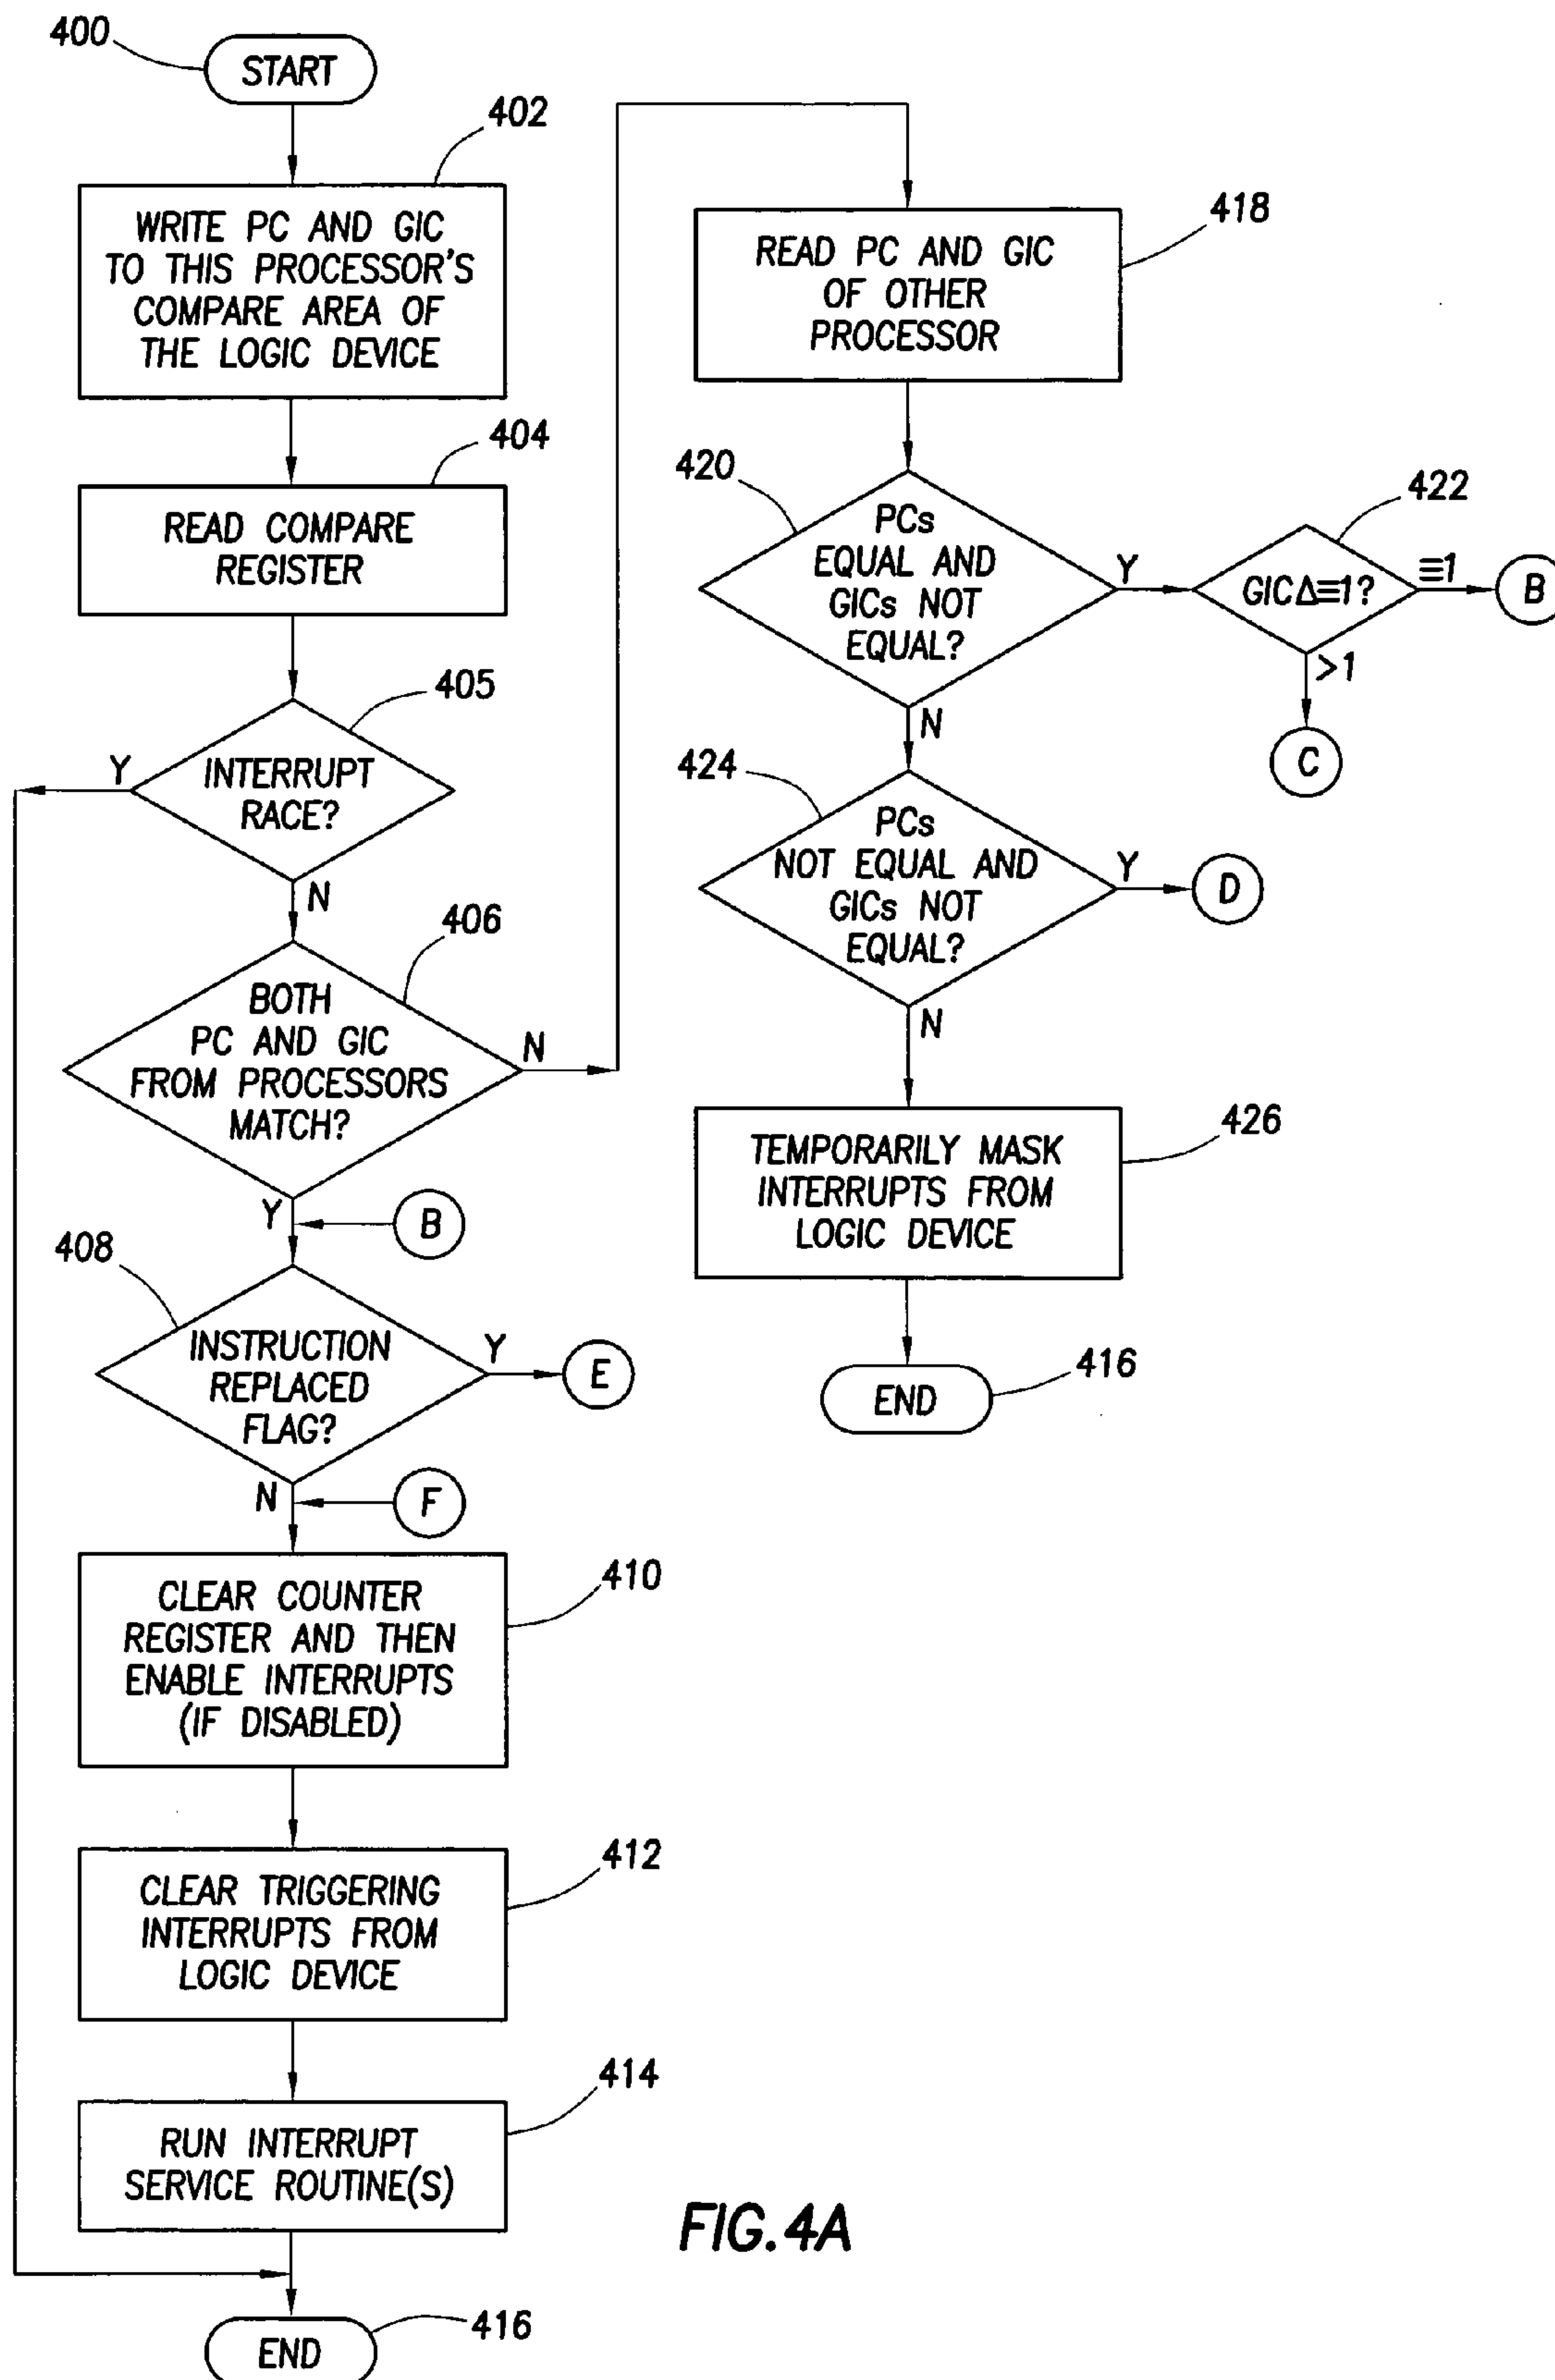 400
START
402
WRITE PC AND GIC
TO THIS PROCESSOR'S
COMPARE AREA OF
THE LOGIC DEVICE
404
READ COMPARE
REGISTER
405
INTERRUPT
RACE?
Y
N
406
BOTH
PC AND GIC
FROM PROCESSORS
MATCH?
N
Y
B
408
INSTRUCTION
REPLACED
FLAG?
Y
E
N
F
410
CLEAR COUNTER
REGISTER AND THEN
ENABLE INTERRUPTS
(IF DISABLED)
412
CLEAR TRIGGERING
INTERRUPTS FROM
LOGIC DEVICE
414
RUN INTERRUPT
SERVICE ROUTINE(S)
END
416
418
READ PC AND GIC
OF OTHER
PROCESSOR
420
PCs
EQUAL AND
GICs NOT
EQUAL?
Y
422
GICΔ≡1?
≡1
B
>1
C
N
424
PCs
NOT EQUAL AND
GICs NOT
EQUAL?
Y
D
N
426
TEMPORARILY MASK
INTERRUPTS FROM
LOGIC DEVICE
416
END
FIG.4A